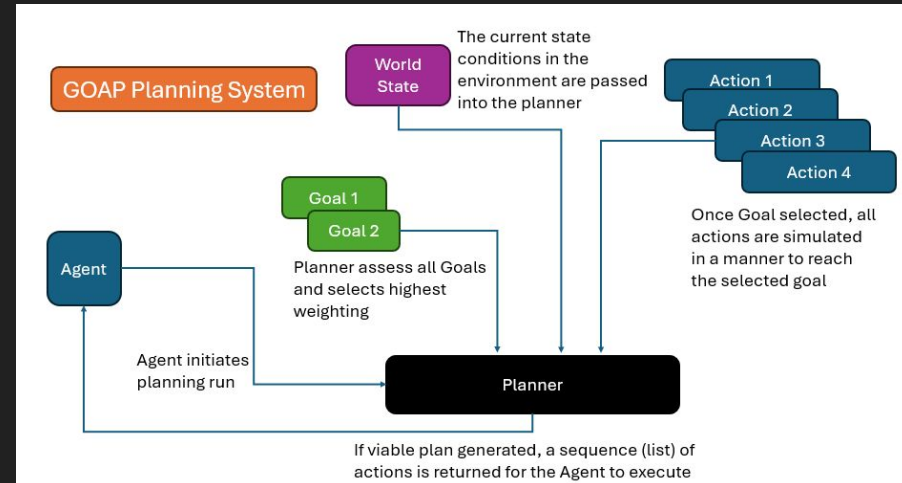 GOAP Planning System
World
State
The current state
conditions in the
environment are passed
into the planner
Action 1
Action 2
Action 3
Action 4
Once Goal selected, all
actions are simulated
in a manner to reach
the selected goal
Goal 1
Goal 2
Planner assess all Goals
and selects highest
weighting
Agent
Agent initiates
planning run
Planner
If viable plan generated, a sequence (list) of
actions is returned for the Agent to execute